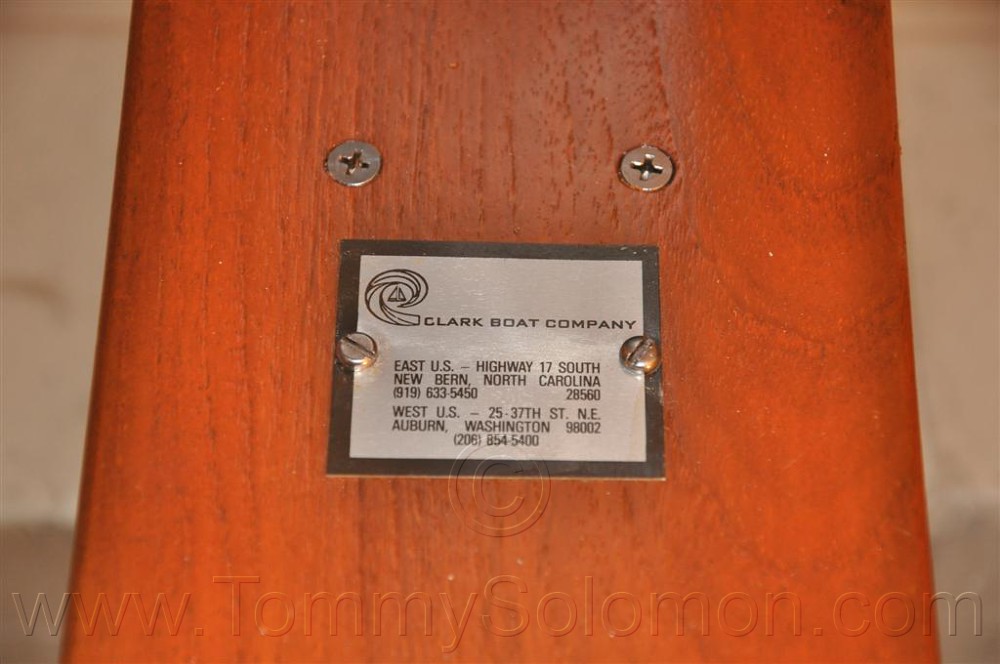 CLARK BOAT COMPANY
EAST U.S. – HIGHWAY 17 SOUTH
NEW BERN, NORTH CAROLINA
(919) 633-5450 28560
WEST U.S. – 25-37TH ST. N.E.
AUBURN, WASHINGTON 98002
(206) 854-5400
©
www.TommySolomon.com